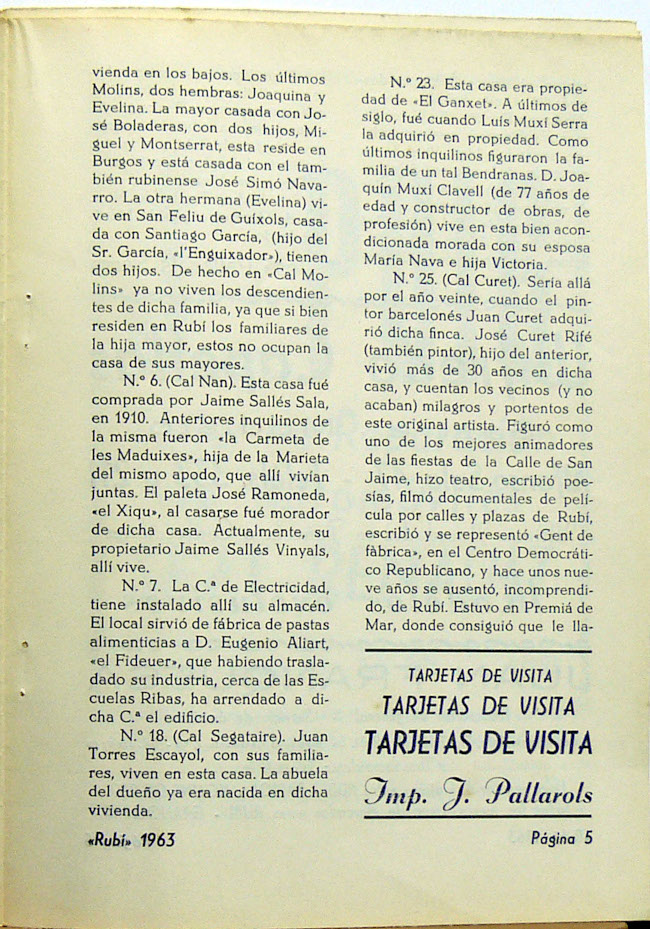 vienda en los bajos. Los últimos
Molins, dos hembras: Joaquina y
Evelina. La mayor casada con Jo-
sé Boladeras, con dos hijos, Mi-
guel y Montserrat, esta reside en
Burgos y está casada con el tam-
bién rubinense José Simó Nava-
rro. La otra hermana (Evelina) vi-
ve en San Feliu de Guíxols, casa-
da con Santiago García, (hijo del
Sr. García, «l'Enguixador»), tienen
dos hijos. De hecho en «Cal Mo-
lins» ya no viven los descendien-
tes de dicha familia, ya que si bien
residen en Rubí los familiares de
la hija mayor, estos no ocupan la
casa de sus mayores.
N.º 6. (Cal Nan). Esta casa fué
comprada por Jaime Sallés Sala,
en 1910. Anteriores inquilinos de
la misma fueron «la Carmeta de
les Maduixes», hija de la Marieta
del mismo apodo, que allí vivían
juntas. El paleta José Ramoneda,
«el Xiqu», al casarse fué morador
de dicha casa. Actualmente, su
propietario Jaime Sallés Vinyals,
allí vive.
N.º 7. La C.ª de Electricidad,
tiene instalado allí su almacén.
El local sirvió de fábrica de pastas
alimenticias a D. Eugenio Aliart,
«el Fideuer», que habiendo trasla-
dado su industria, cerca de las Es-
cuelas Ribas, ha arrendado a di-
cha C.ª el edificio.
N.º 18. (Cal Segataire). Juan
Torres Escayol, con sus familia-
res, viven en esta casa. La abuela
del dueño ya era nacida en dicha
vivienda.
N.º 23. Esta casa era propie-
dad de «El Ganxet». A últimos de
siglo, fué cuando Luís Muxí Serra
la adquirió en propiedad. Como
últimos inquilinos figuraron la fa-
milia de un tal Bendranas. D. Joa-
quín Muxí Clavell (de 77 años de
edad y constructor de obras, de
profesión) vive en esta bien acon-
dicionada morada con su esposa
María Nava e hija Victoria.
N.º 25. (Cal Curet). Sería allá
por el año veinte, cuando el pin-
tor barcelonés Juan Curet adqui-
rió dicha finca. José Curet Rifé
(también pintor), hijo del anterior,
vivió más de 30 años en dicha
casa, y cuentan los vecinos (y no
acaban) milagros y portentos de
este original artista. Figuró como
uno de los mejores animadores
de las fiestas de la Calle de San
Jaime, hizo teatro, escribió poe-
sías, filmó documentales de pelí-
cula por calles y plazas de Rubí,
escribió y se representó «Gent de
fàbrica», en el Centro Democráti-
co Republicano, y hace unos nue-
ve años se ausentó, incomprendi-
do, de Rubí. Estuvo en Premiá de
Mar, donde consiguió que le lla-
TARJETAS DE VISITA
TARJETAS DE VISITA
TARJETAS DE VISITA
Imp. J. Pallarols
«Rubí» 1963
Página 5